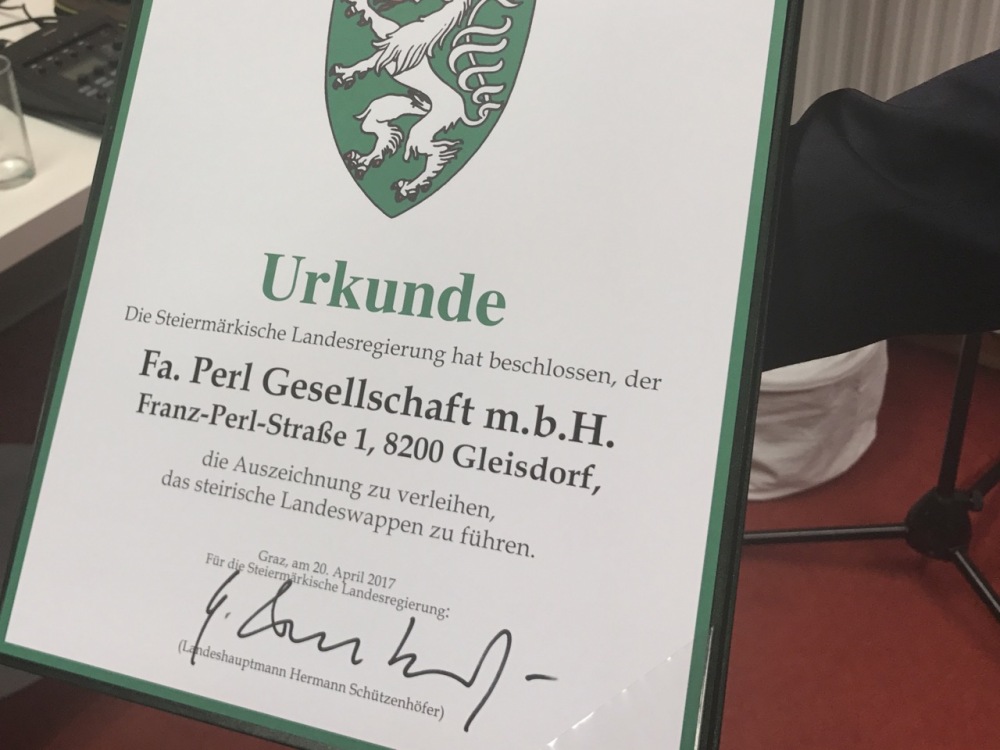 Urkunde
Die Steiermärkische Landesregierung hat beschlossen, der
Fa. Perl Gesellschaft m.b.H.
Franz-Perl-Straße 1, 8200 Gleisdorf,
die Auszeichnung zu verleihen,
das steirische Landeswappen zu führen.
Graz, am 20. April 2017
Für die Steiermärkische Landesregierung:
(Landeshauptmann Hermann Schützenhöfer)